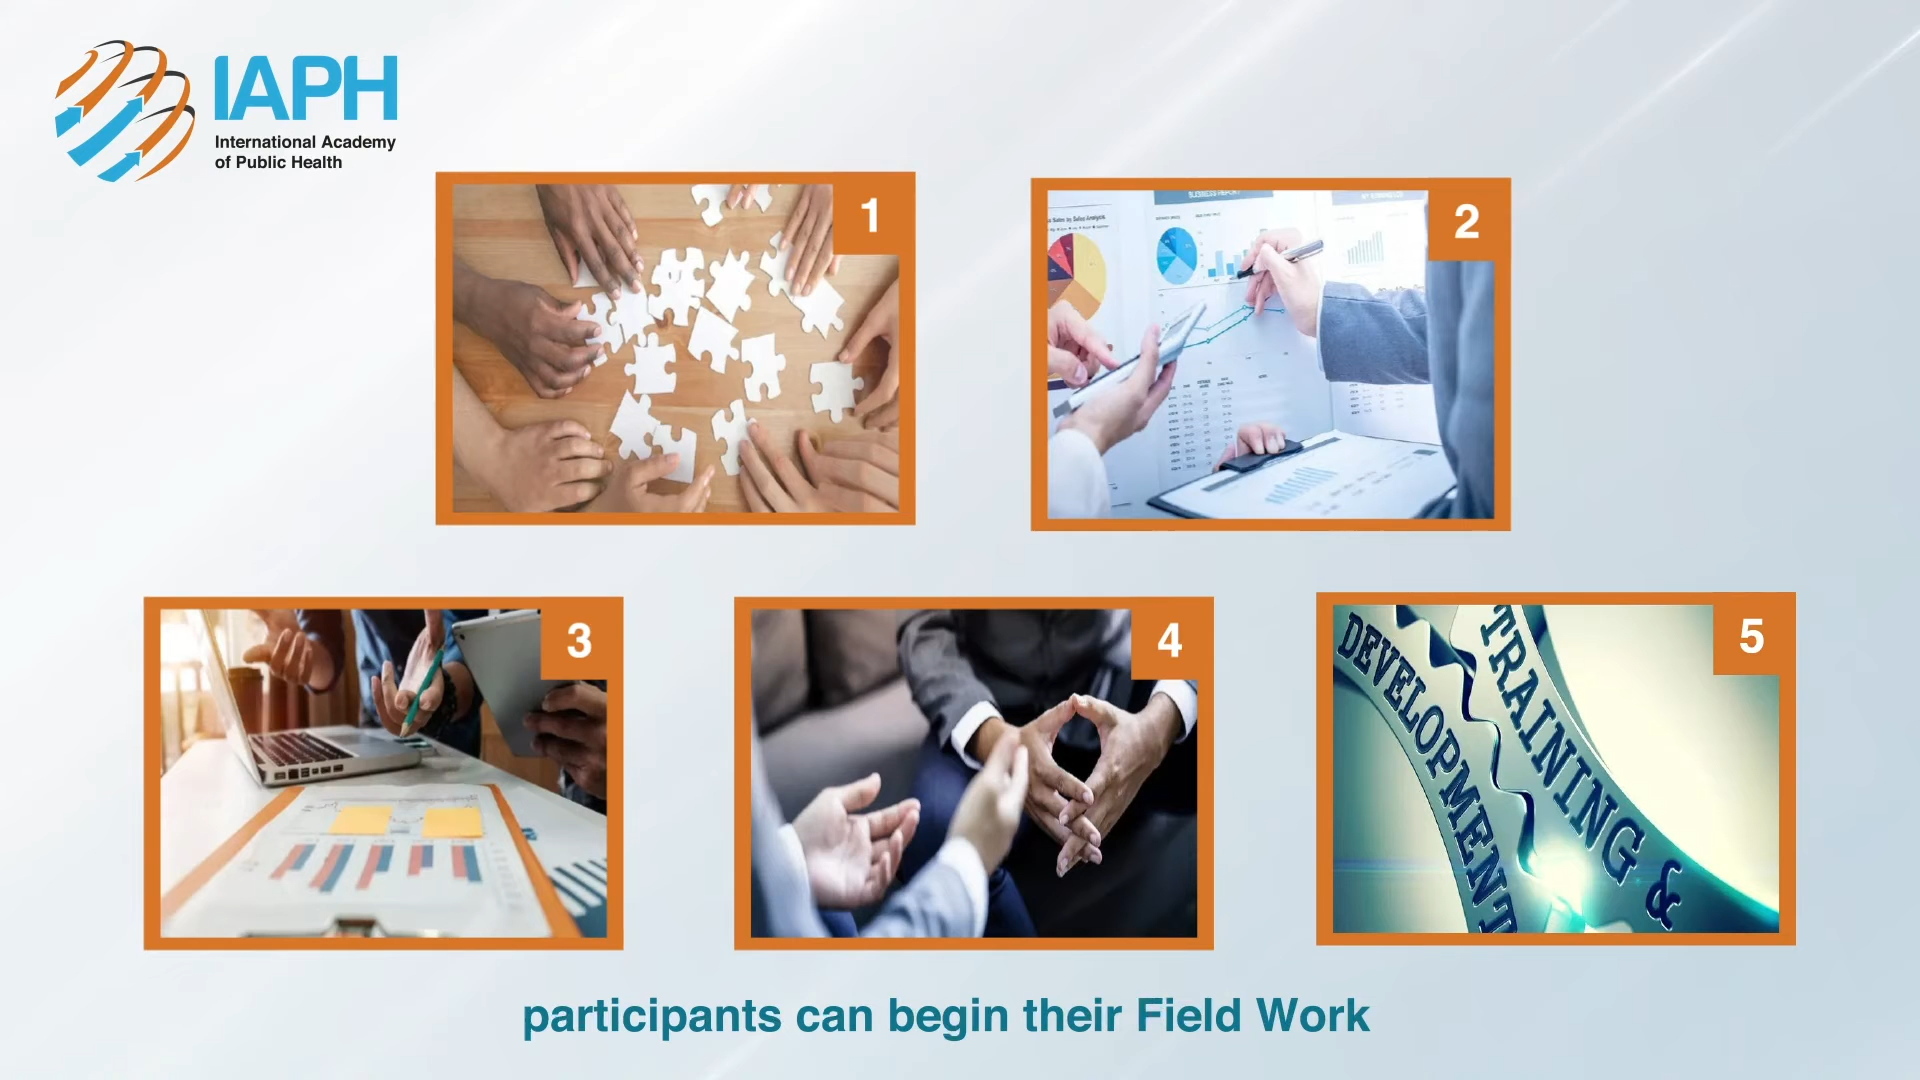 IAPH
International Academy
of Public Health
1
2
3
4
5
DEVELOPMENT
TRAINING &
participants can begin their Field Work